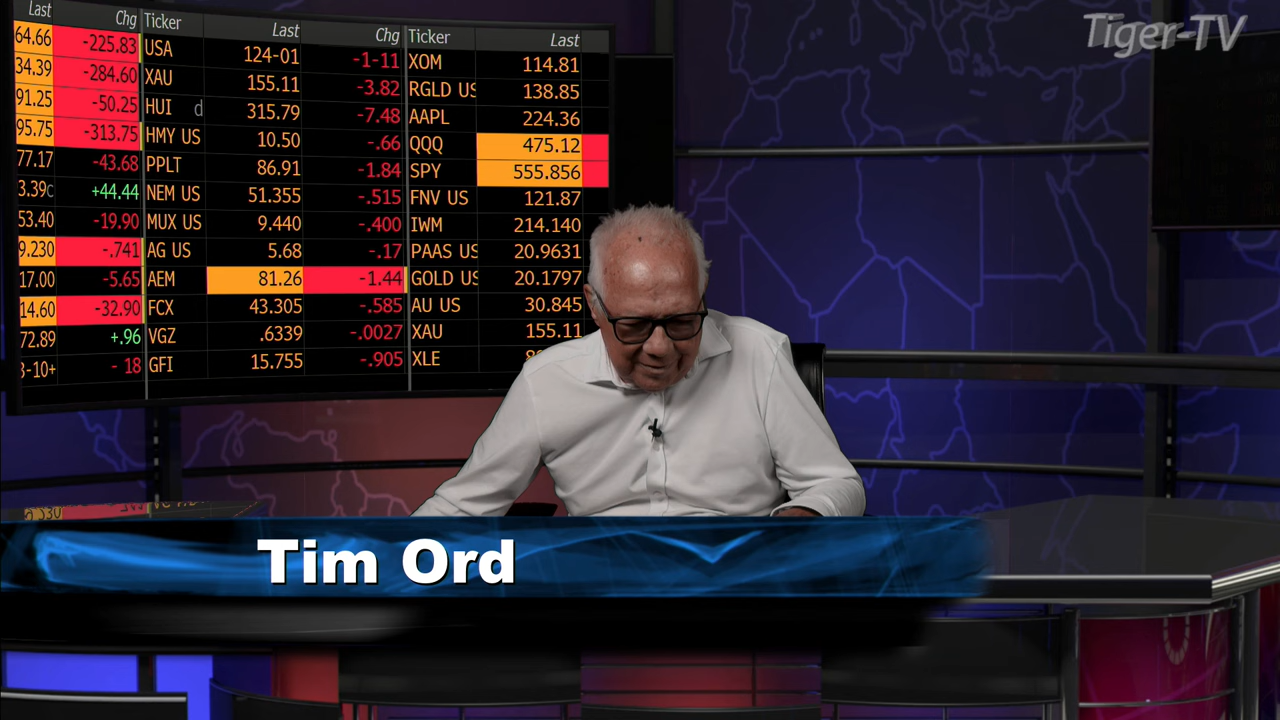 Tiger-TV
Last Chg Ticker Last Chg Ticker Last
64.66 -225.83 USA 124-01 -1-11 XOM 114.81
34.39 -284.60 XAU 155.11 -3.82 RGLD US 138.85
91.25 -50.25 HUI d 315.79 -7.48 AAPL 224.36
95.75 -313.75 HMY US 10.50 -.66 QQQ 475.12
77.17 -43.68 PPLT 86.91 -1.84 SPY 555.856
3.39c +44.44 NEM US 51.355 -.515 FNV US 121.87
53.40 -19.90 MUX US 9.440 -.400 IWM 214.140
9.230 -.741 AG US 5.68 -.17 PAAS US 20.9631
17.00 -5.65 AEM 81.26 -1.44 GOLD US 20.1797
14.60 -32.90 FCX 43.305 -.585 AU US 30.845
72.89 +.96 VGZ .6339 -.0027 XAU 155.11
3-10+ - 18 GFI 15.755 -.905 XLE
Tim Ord